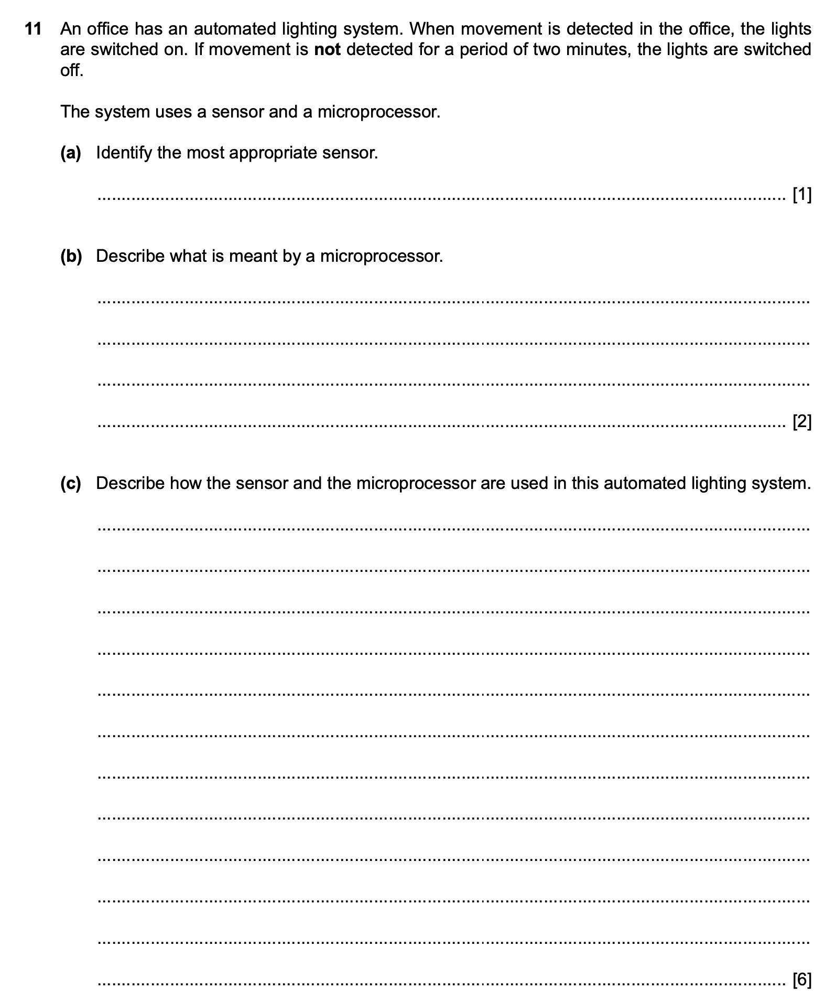 11 An office has an automated lighting system. When movement is detected in the office, the lights
are switched on. If movement is not detected for a period of two minutes, the lights are switched
off.
The system uses a sensor and a microprocessor.
(a) Identify the most appropriate sensor.
[1]
(b) Describe what is meant by a microprocessor.
[2]
(c) Describe how the sensor and the microprocessor are used in this automated lighting system.
[6]